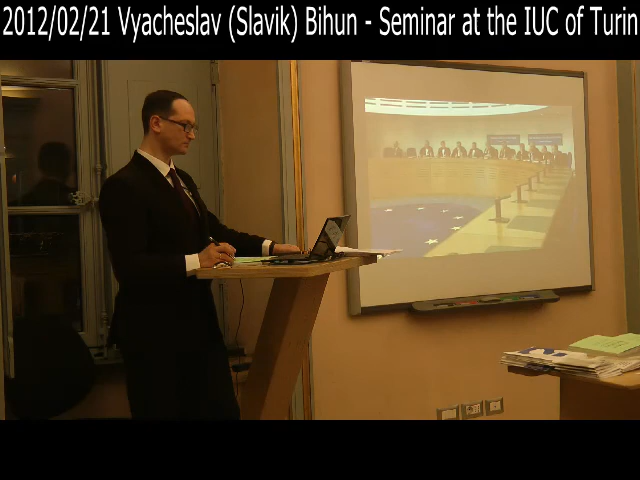 2012/02/21 Vyacheslav (Slavik) Bihun - Seminar at the IUC of Turin